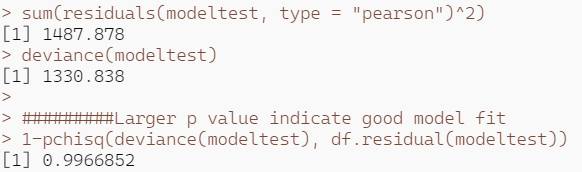 > sum(residuals(modeltest, type = "pearson")^2)
[1] 1487.878
> deviance(modeltest)
[1] 1330.838
>
> #########Larger p value indicate good model fit
> 1-pchisq(deviance(modeltest), df.residual(modeltest))
[1] 0.9966852